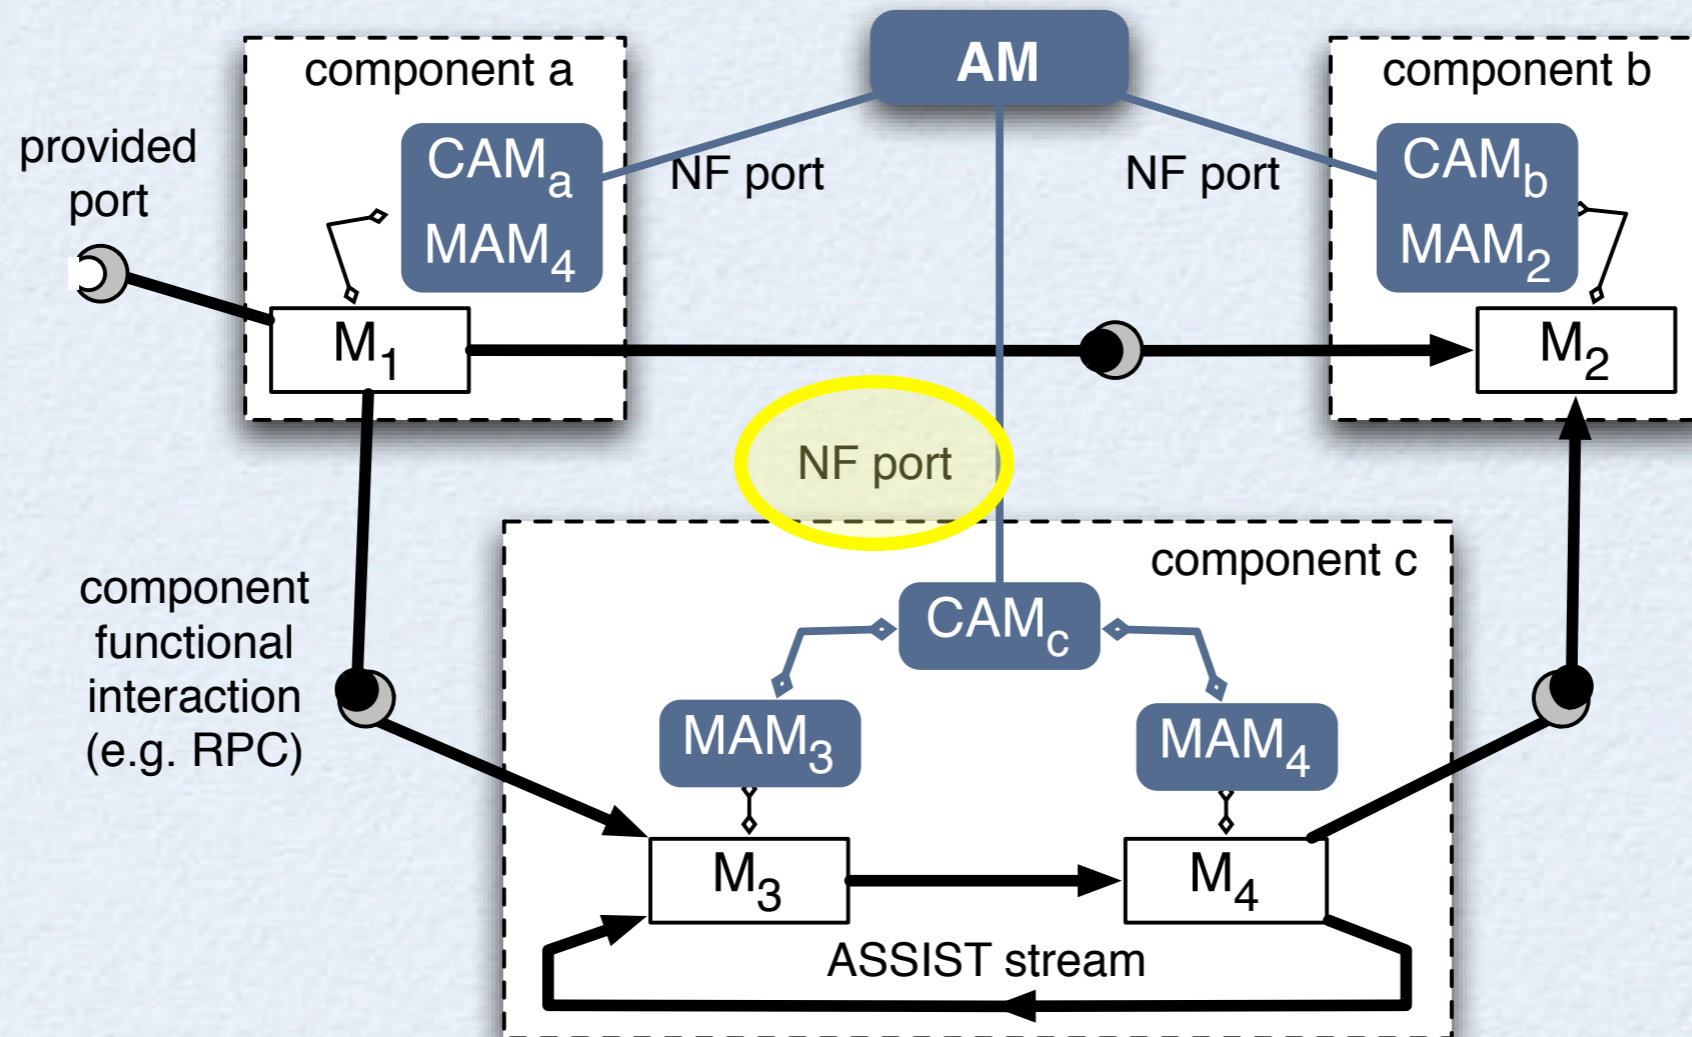 AM
component a
component b
provided
port
CAMa
MAM4
NF port
NF port
CAMb
MAM2
M1
M2
NF port
component c
component
functional
interaction
(e.g. RPC)
CAMc
MAM3
MAM4
M3
M4
ASSIST stream